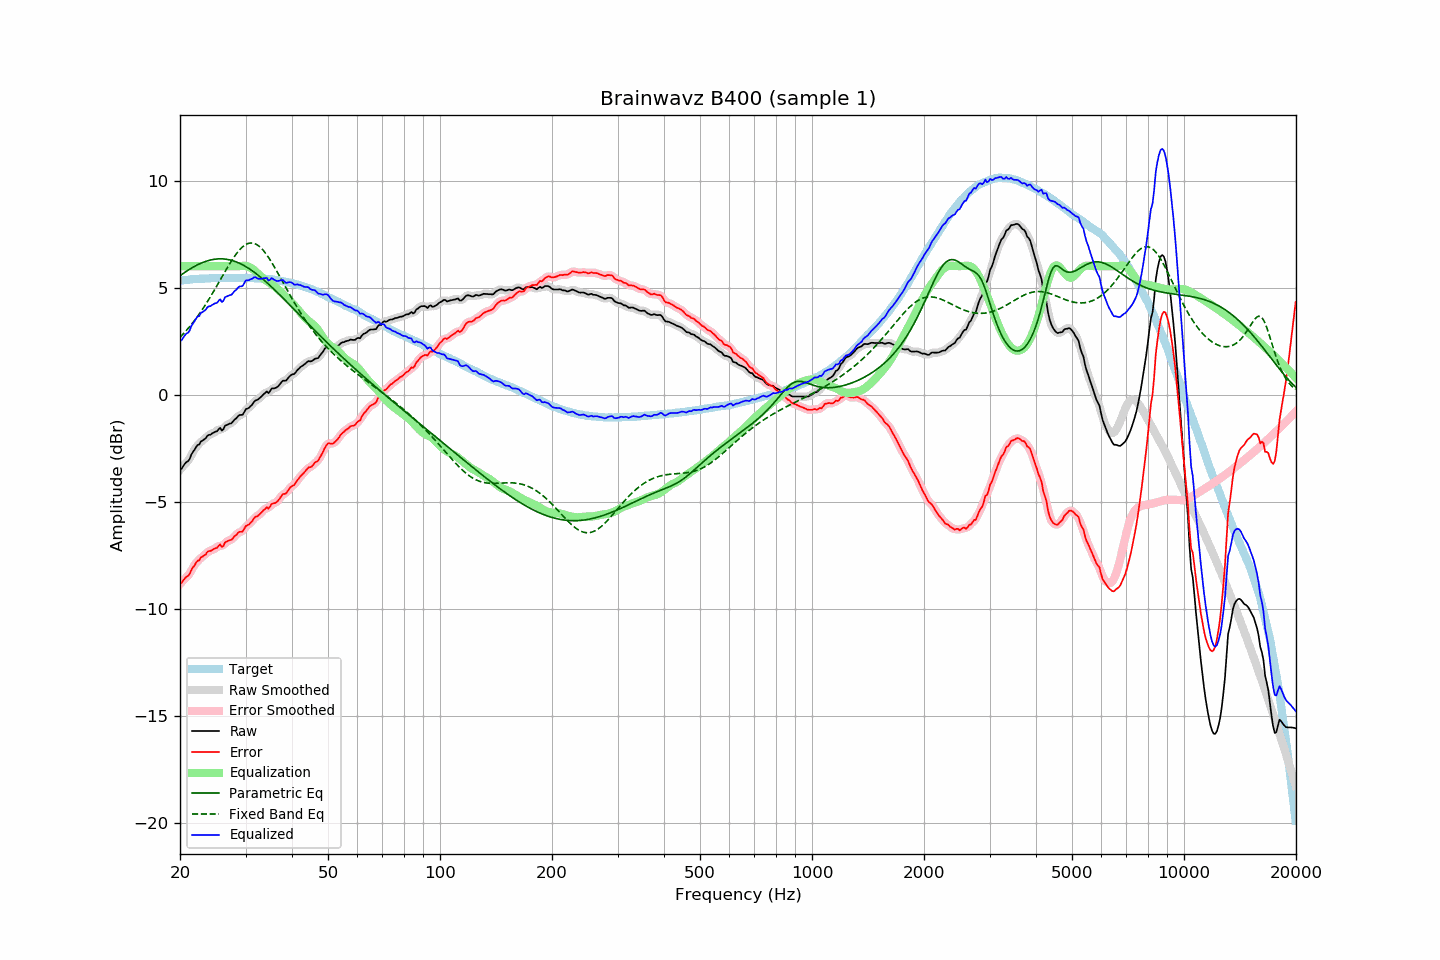 Brainwavz B400 (sample 1)
Amplitude (dBr)
10
5
0
−5
−10
−15
−20
Target
Raw Smoothed
Error Smoothed
Raw
Error
Equalization
Parametric Eq
Fixed Band Eq
Equalized
20 50 100 200 500 1000 2000 5000 10000 20000
Frequency (Hz)